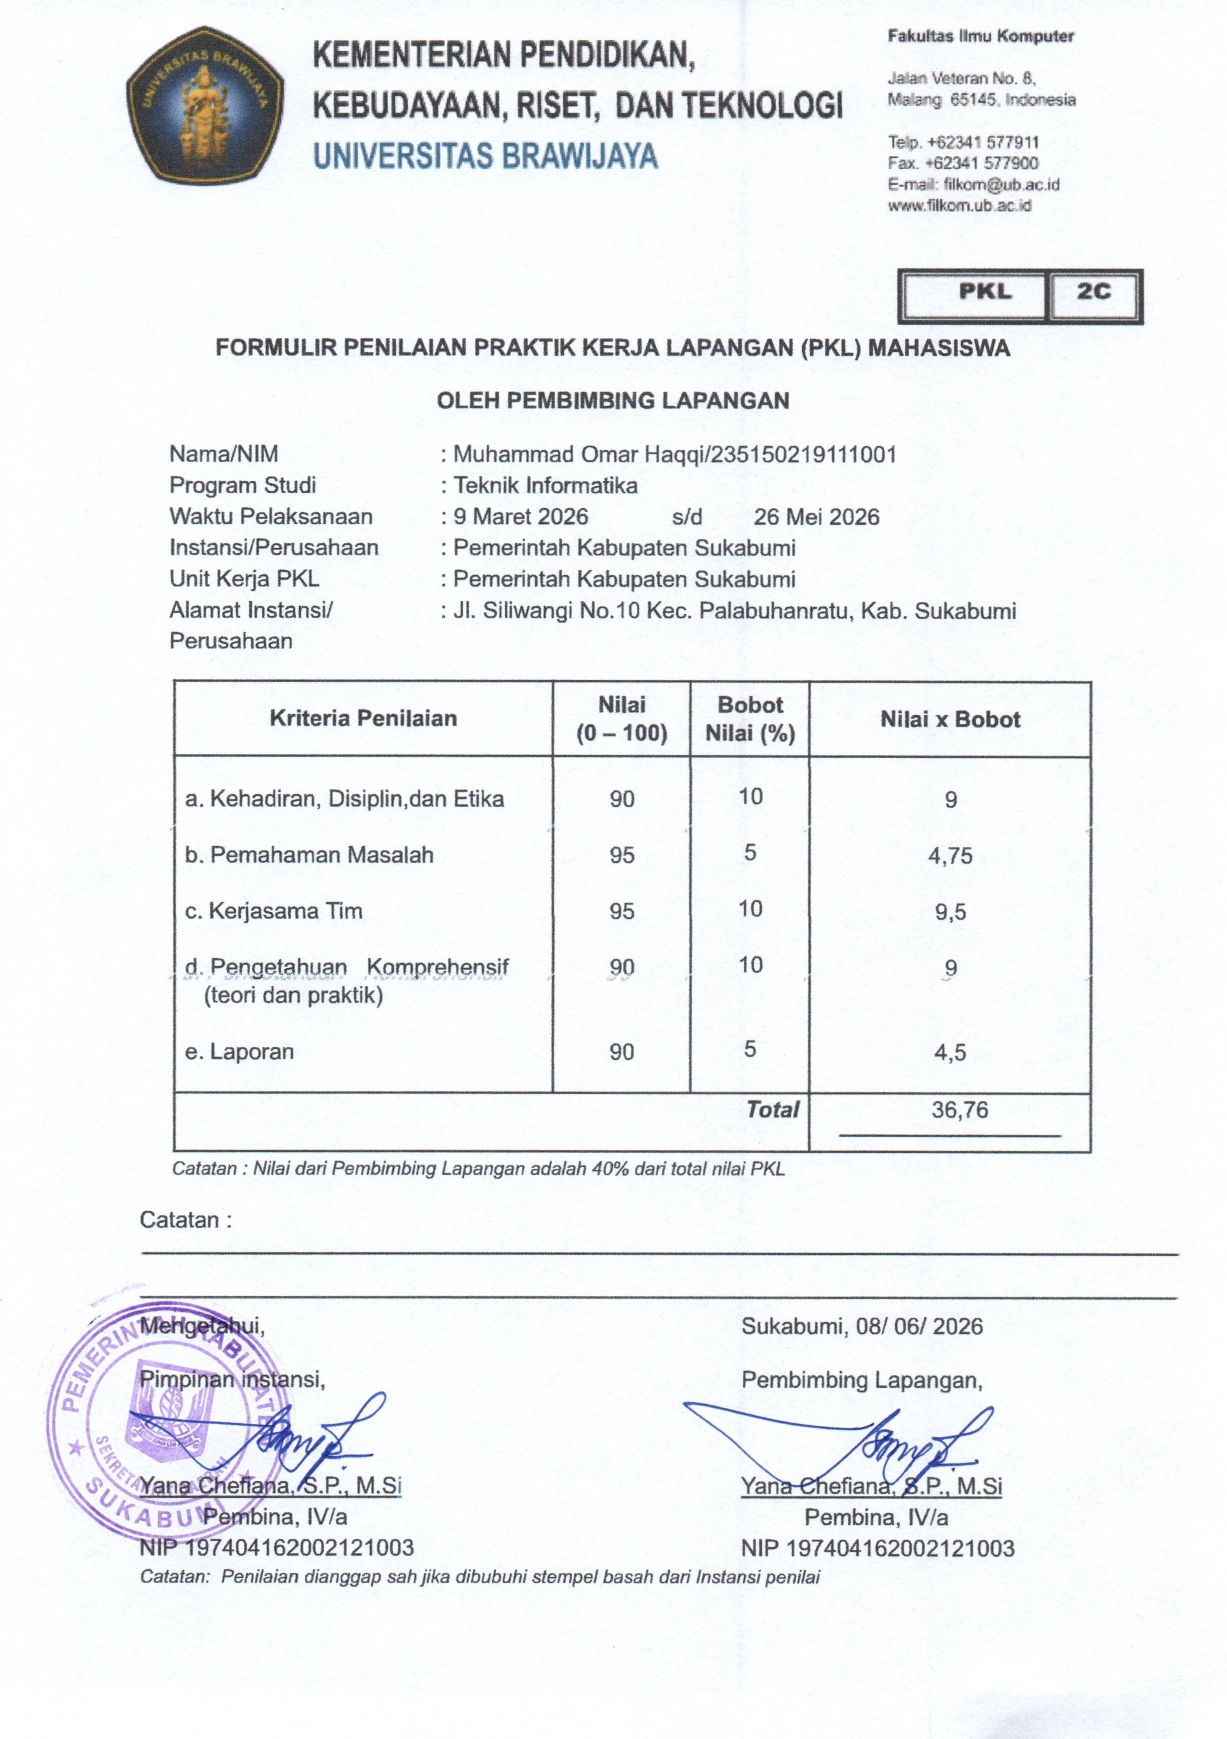 UNIVERSITAS BRAWIJAYA
KEMENTERIAN PENDIDIKAN,
KEBUDAYAAN, RISET, DAN TEKNOLOGI
UNIVERSITAS BRAWIJAYA
Fakultas Ilmu Komputer
Jalan Veteran No. 8,
Malang 65145, Indonesia
Telp. +62341 577911
Fax. +62341 577900
E-mail: filkom@ub.ac.id
www.filkom.ub.ac.id
PKL 2C
FORMULIR PENILAIAN PRAKTIK KERJA LAPANGAN (PKL) MAHASISWA
OLEH PEMBIMBING LAPANGAN
Nama/NIM : Muhammad Omar Haqqi/235150219111001
Program Studi : Teknik Informatika
Waktu Pelaksanaan : 9 Maret 2026 s/d 26 Mei 2026
Instansi/Perusahaan : Pemerintah Kabupaten Sukabumi
Unit Kerja PKL : Pemerintah Kabupaten Sukabumi
Alamat Instansi/ : Jl. Siliwangi No.10 Kec. Palabuhanratu, Kab. Sukabumi
Perusahaan
Kriteria Penilaian Nilai (0 – 100) Bobot Nilai (%) Nilai x Bobot
a. Kehadiran, Disiplin,dan Etika 90 10 9
b. Pemahaman Masalah 95 5 4,75
c. Kerjasama Tim 95 10 9,5
d. Pengetahuan Komprehensif 90 10 9
(teori dan praktik)
e. Laporan 90 5 4,5
Total 36,76
Catatan : Nilai dari Pembimbing Lapangan adalah 40% dari total nilai PKL
Catatan :
Mengetahui, Sukabumi, 08/ 06/ 2026
Pimpinan instansi, Pembimbing Lapangan,
PEMERINTAH KABUPATEN
SUKABUMI
Yana Chefiana, S.P., M.Si Yana Chefiana, S.P., M.Si
Pembina, IV/a Pembina, IV/a
NIP 197404162002121003 NIP 197404162002121003
Catatan: Penilaian dianggap sah jika dibubuhi stempel basah dari Instansi penilai